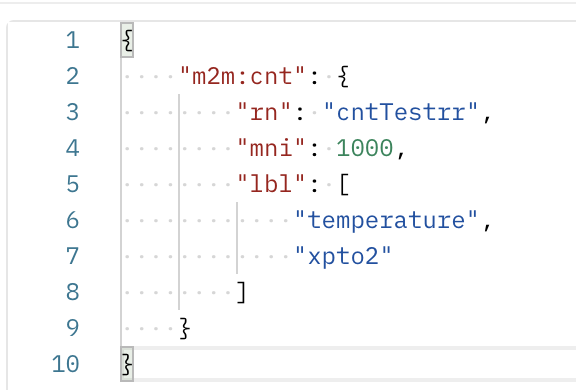 1 {
2     "m2m:cnt": {
3         "rn": "cntTestrr",
4         "mni": 1000,
5         "lbl": [
6             "temperature",
7             "xpto2"
8         ]
9     }
10 }